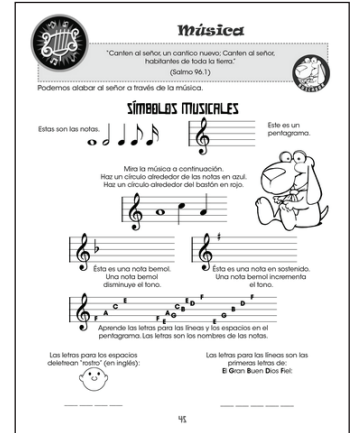 Música
"Canten al señor, un cantico nuevo; Canten al señor,
habitantes de toda la tierra."
(Salmo 96.1)
Podemos alabar al señor a través de la música.
SÍMBOLOS MUSICALES
Estas son las notas.
Este es un
pentagrama.
Mira la música a continuación.
Haz un círculo alrededor de las notas en azul.
Haz un círculo alrededor del bastón en rojo.
Ésta es una nota bemol.
Una nota bemol
disminuye el tono.
Ésta es una nota en sostenido.
Una nota bemol incrementa
el tono.
F A C E
E G B D F
Aprende las letras para las líneas y los espacios en el
pentagrama. Las letras son los nombres de las notas.
Las letras para los espacios
deletrean "rostro" (en inglés):
Las letras para las líneas son las
primeras letras de:
El Gran Buen Dios Fiel:
45